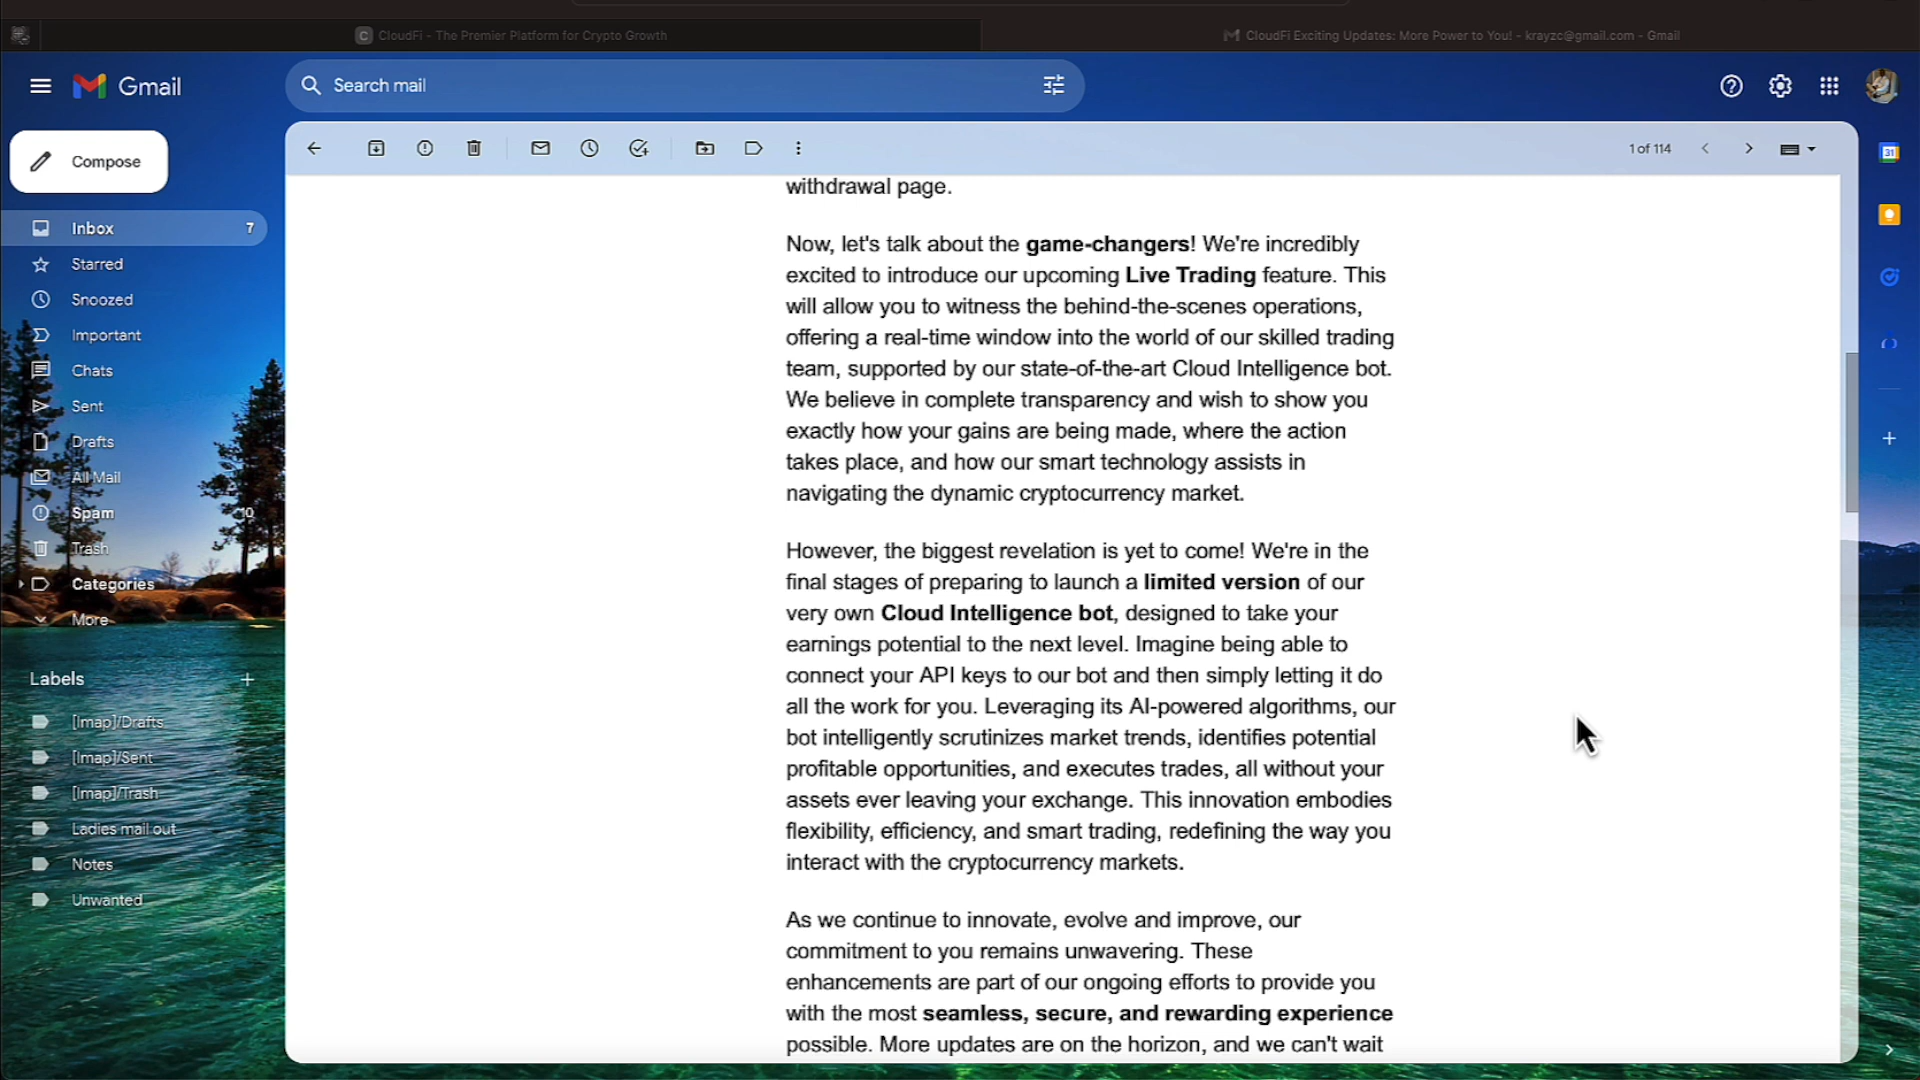 CloudFi - The Premier Platform for Crypto Growth
CloudFi Exciting Updates: More Power to You! - krayzc@gmail.com - Gmail
Gmail
Search mail
Compose
1 of 114
Inbox 7
Starred
Snoozed
Important
Chats
Sent
Drafts
All Mail
Spam 10
Trash
Categories
More
Labels
[Imap]/Drafts
[Imap]/Sent
[Imap]/Trash
Ladies mail out
Notes
Unwanted
withdrawal page.
Now, let's talk about the game-changers! We're incredibly
excited to introduce our upcoming Live Trading feature. This
will allow you to witness the behind-the-scenes operations,
offering a real-time window into the world of our skilled trading
team, supported by our state-of-the-art Cloud Intelligence bot.
We believe in complete transparency and wish to show you
exactly how your gains are being made, where the action
takes place, and how our smart technology assists in
navigating the dynamic cryptocurrency market.
However, the biggest revelation is yet to come! We're in the
final stages of preparing to launch a limited version of our
very own Cloud Intelligence bot, designed to take your
earnings potential to the next level. Imagine being able to
connect your API keys to our bot and then simply letting it do
all the work for you. Leveraging its AI-powered algorithms, our
bot intelligently scrutinizes market trends, identifies potential
profitable opportunities, and executes trades, all without your
assets ever leaving your exchange. This innovation embodies
flexibility, efficiency, and smart trading, redefining the way you
interact with the cryptocurrency markets.
As we continue to innovate, evolve and improve, our
commitment to you remains unwavering. These
enhancements are part of our ongoing efforts to provide you
with the most seamless, secure, and rewarding experience
possible. More updates are on the horizon, and we can't wait
31